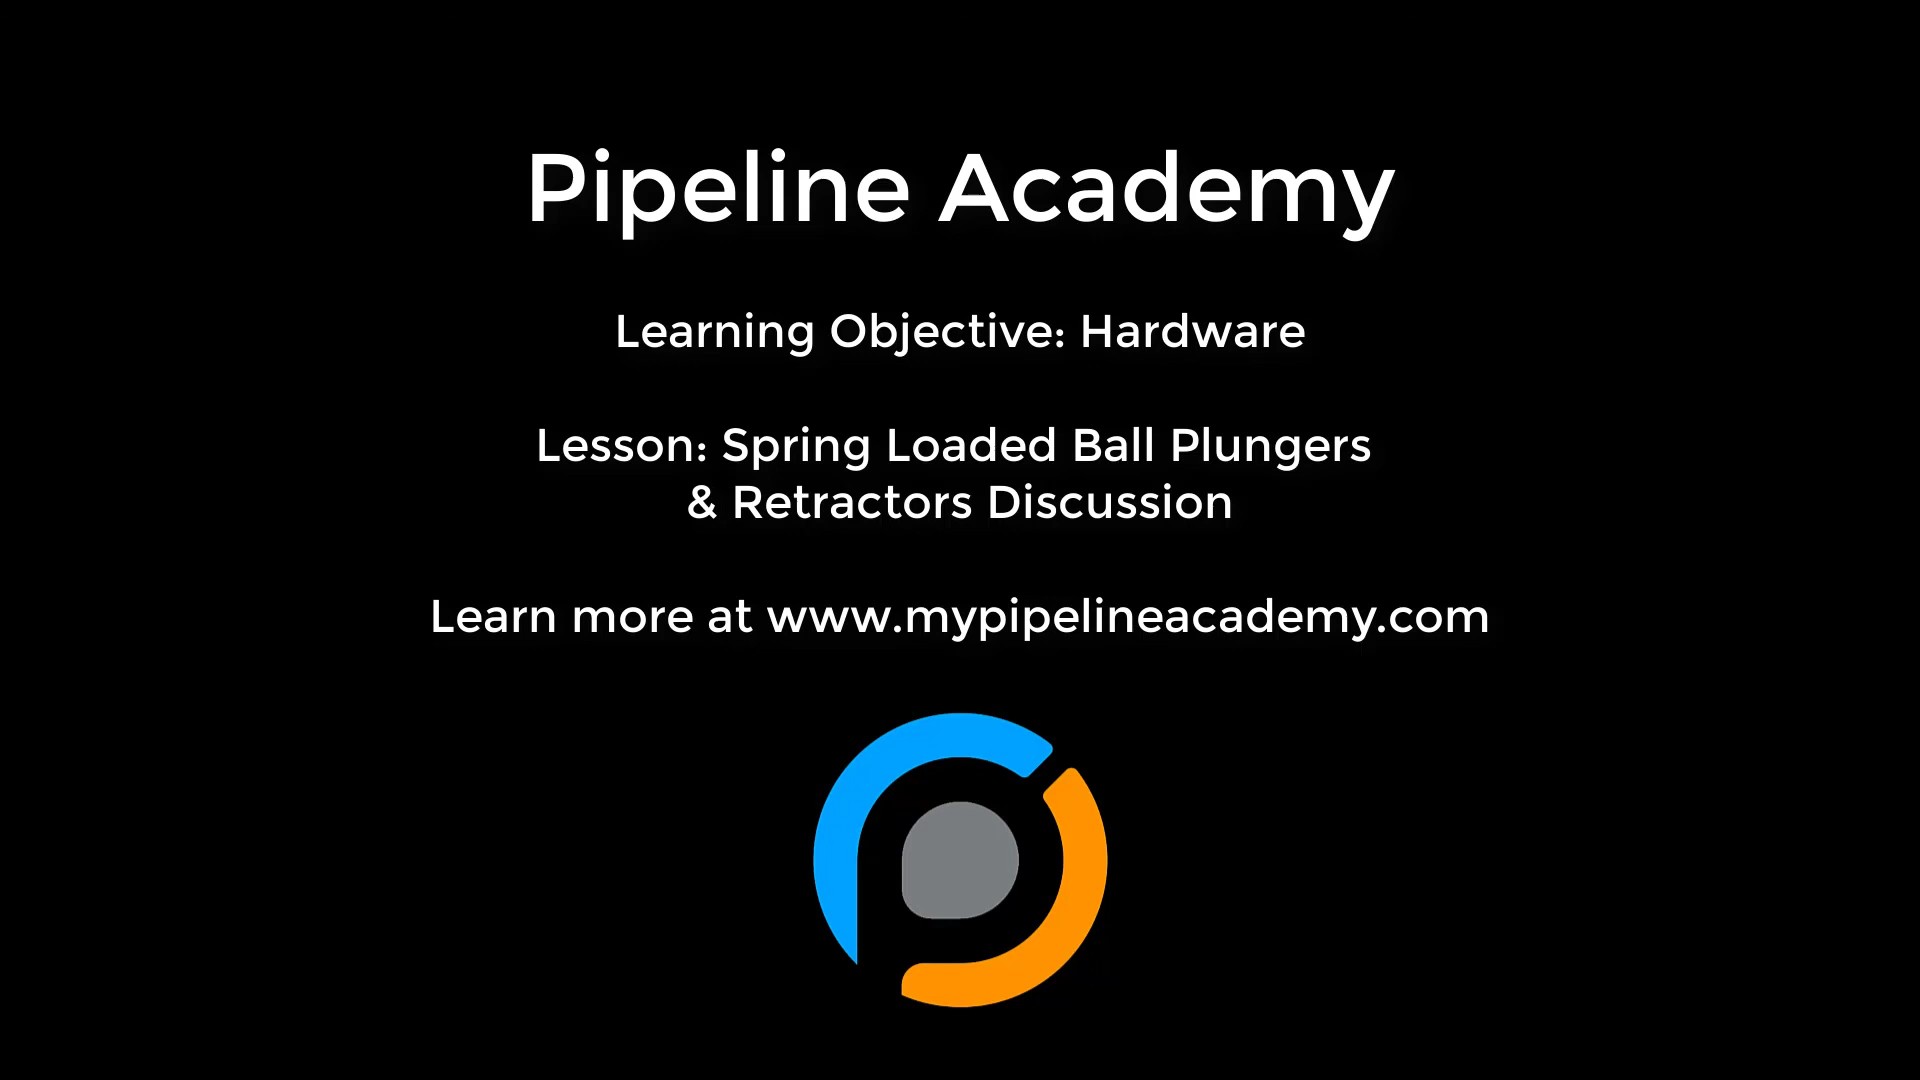 Pipeline Academy
Learning Objective: Hardware
Lesson: Spring Loaded Ball Plungers
& Retractors Discussion
Learn more at www.mypipelineacademy.com